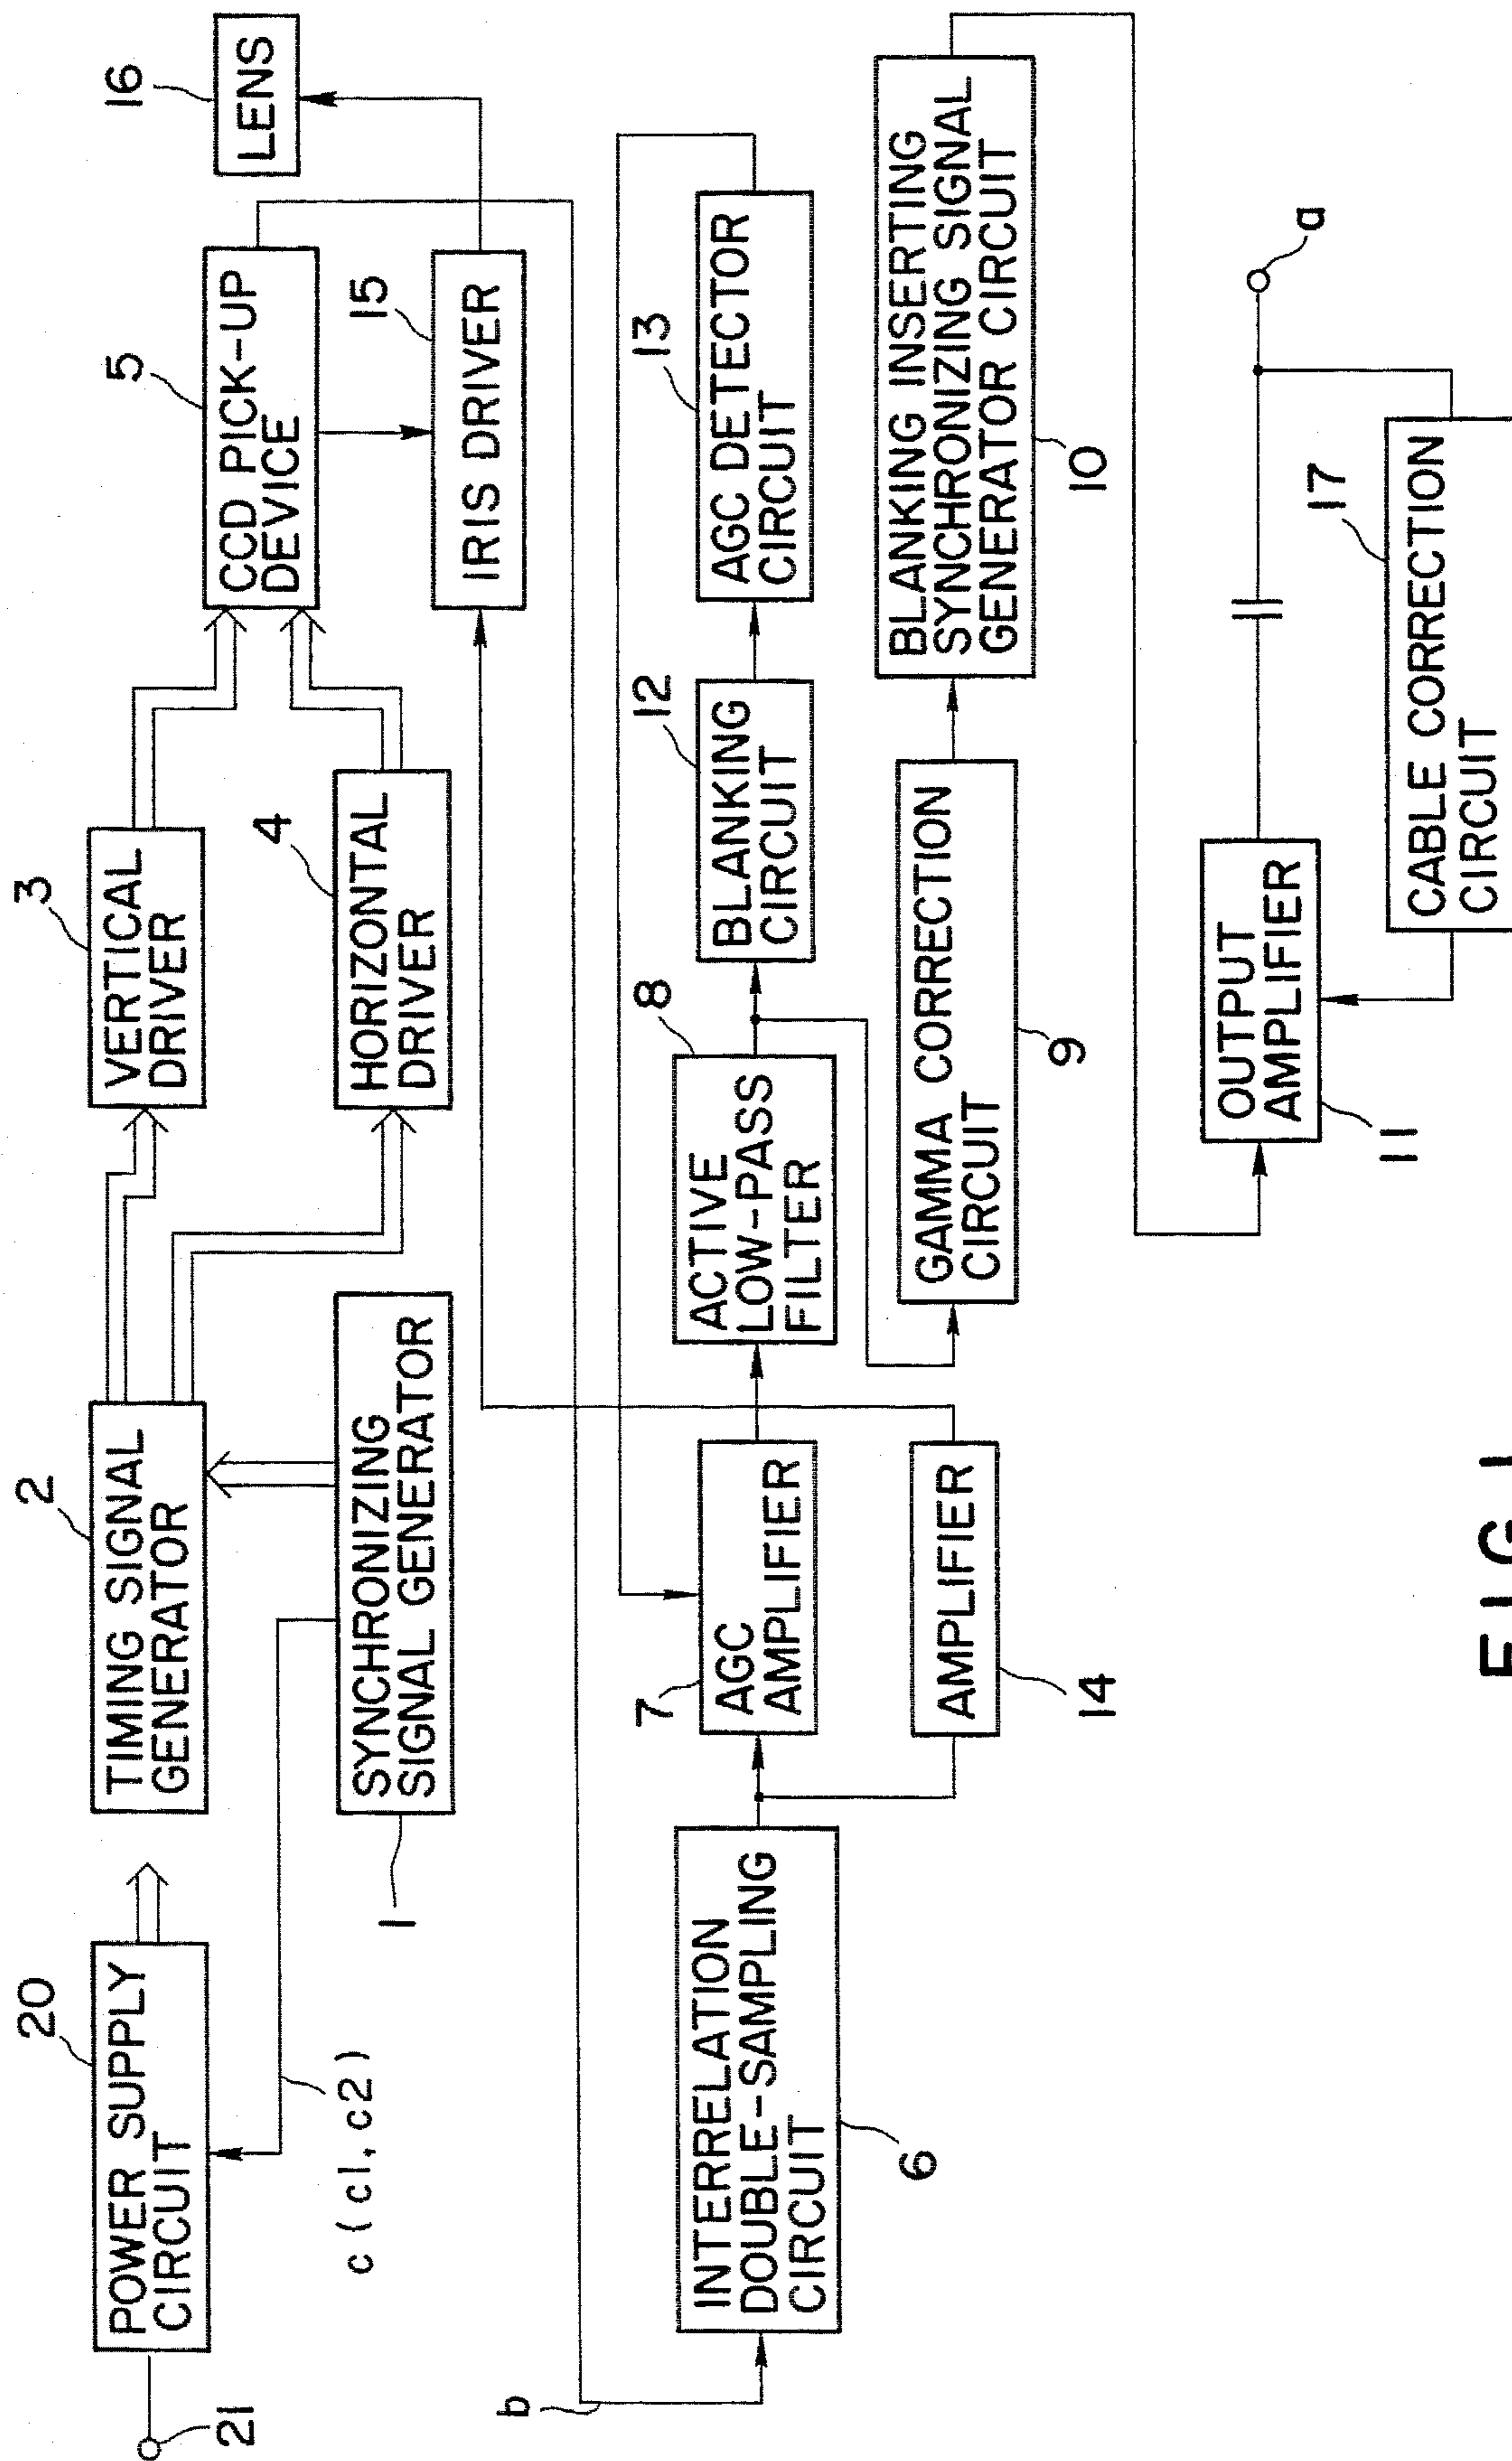 20
POWER SUPPLY
CIRCUIT
21
c ( c1, c2 )
2
TIMING SIGNAL
GENERATOR
SYNCHRONIZING
SIGNAL GENERATOR
1
3
VERTICAL
DRIVER
4
HORIZONTAL
DRIVER
5
CCD PICK-UP
DEVICE
15
IRIS DRIVER
16
LENS
b
INTERRELATION
DOUBLE-SAMPLING
CIRCUIT
6
7
AGC
AMPLIFIER
AMPLIFIER
14
8
ACTIVE
LOW-PASS
FILTER
12
BLANKING
CIRCUIT
13
AGC DETECTOR
CIRCUIT
GAMMA CORRECTION
CIRCUIT
9
BLANKING INSERTING
SYNCHRONIZING SIGNAL
GENERATOR CIRCUIT
10
OUTPUT
AMPLIFIER
11
a
17
CABLE CORRECTION
CIRCUIT
FIG 1